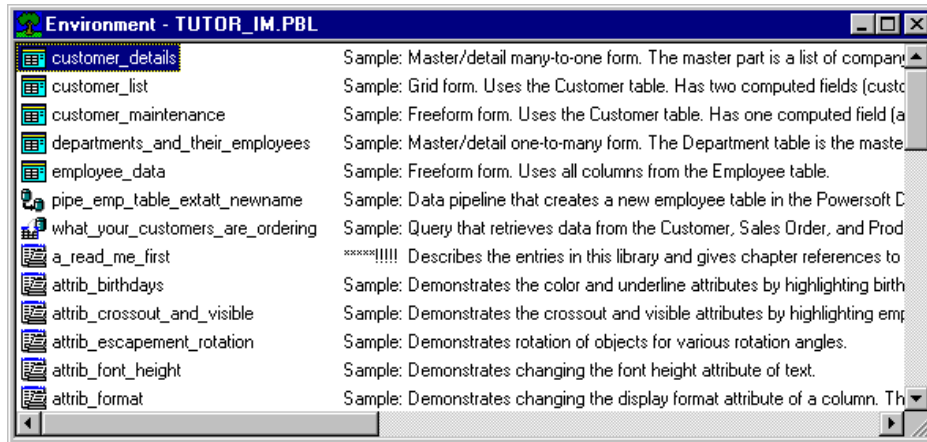 Environment - TUTOR_IM.PBL
customer_details Sample: Master/detail many-to-one form. The master part is a list of
customer_list Sample: Grid form. Uses the Customer table. Has two computed fields
customer_maintenance Sample: Freeform form. Uses the Customer table. Has one computed field
departments_and_their_employees Sample: Master/detail one-to-many form. The Department table is the
employee_data Sample: Freeform form. Uses all columns from the Employee table.
pipe_emp_table_extatt_newname Sample: Data pipeline that creates a new employee table in the Powersoft
what_your_customers_are_ordering Sample: Query that retrieves data from the Customer, Sales Order, and
a_read_me_first *****!!!!! Describes the entries in this library and gives chapter references to
attrib_birthdays Sample: Demonstrates the color and underline attributes by highlighting
attrib_crossout_and_visible Sample: Demonstrates the crossout and visible attributes by highlighting
attrib_escapement_rotation Sample: Demonstrates rotation of objects for various rotation angles.
attrib_font_height Sample: Demonstrates changing the font height attribute of text.
attrib_format Sample: Demonstrates changing the display format attribute of a column.